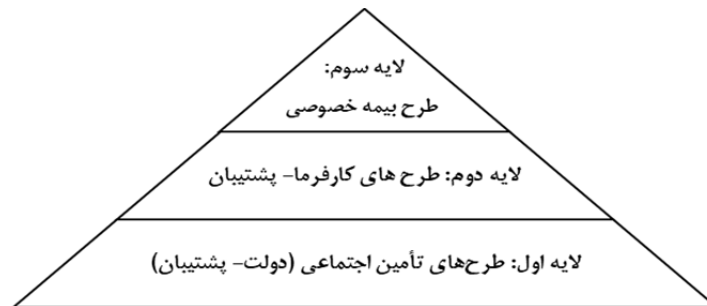 لایه سوم:
طرح بیمه خصوصی
لایه دوم: طرح های کارفرما- پشتیبان
لایه اول: طرح‌های تأمین اجتماعی (دولت- پشتیبان)